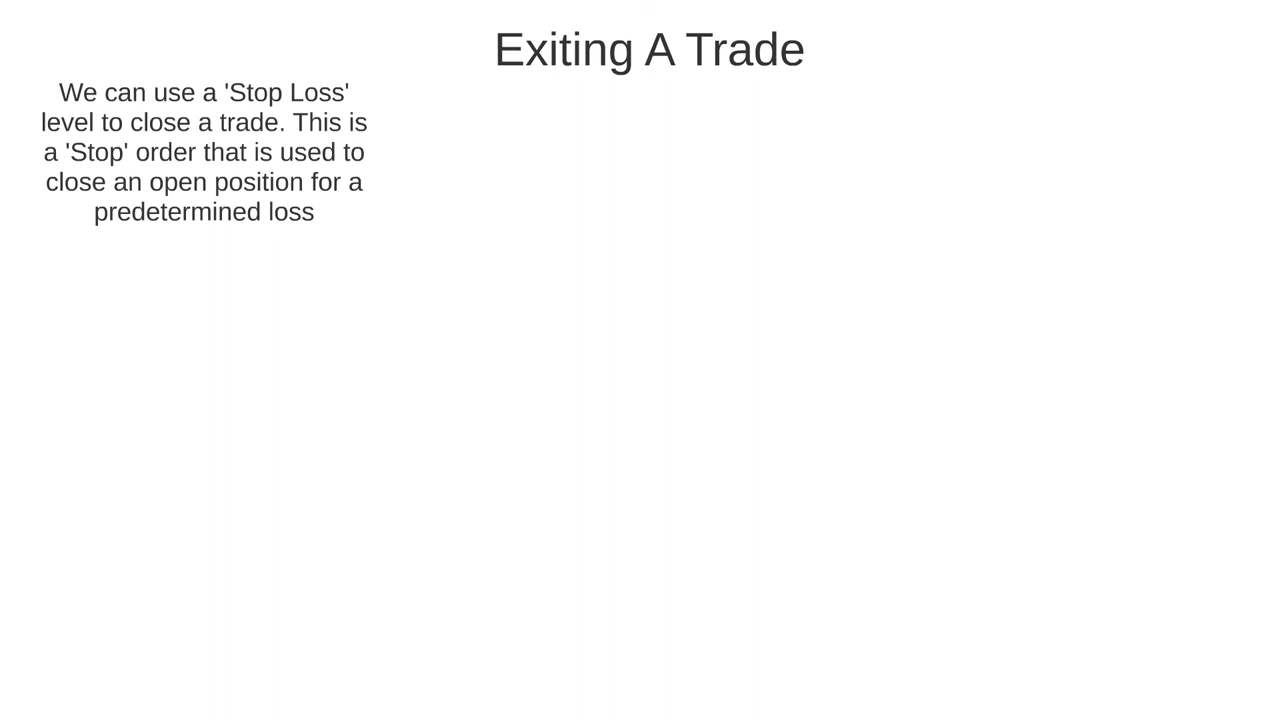 Exiting A Trade
We can use a 'Stop Loss'
level to close a trade. This is
a 'Stop' order that is used to
close an open position for a
predetermined loss